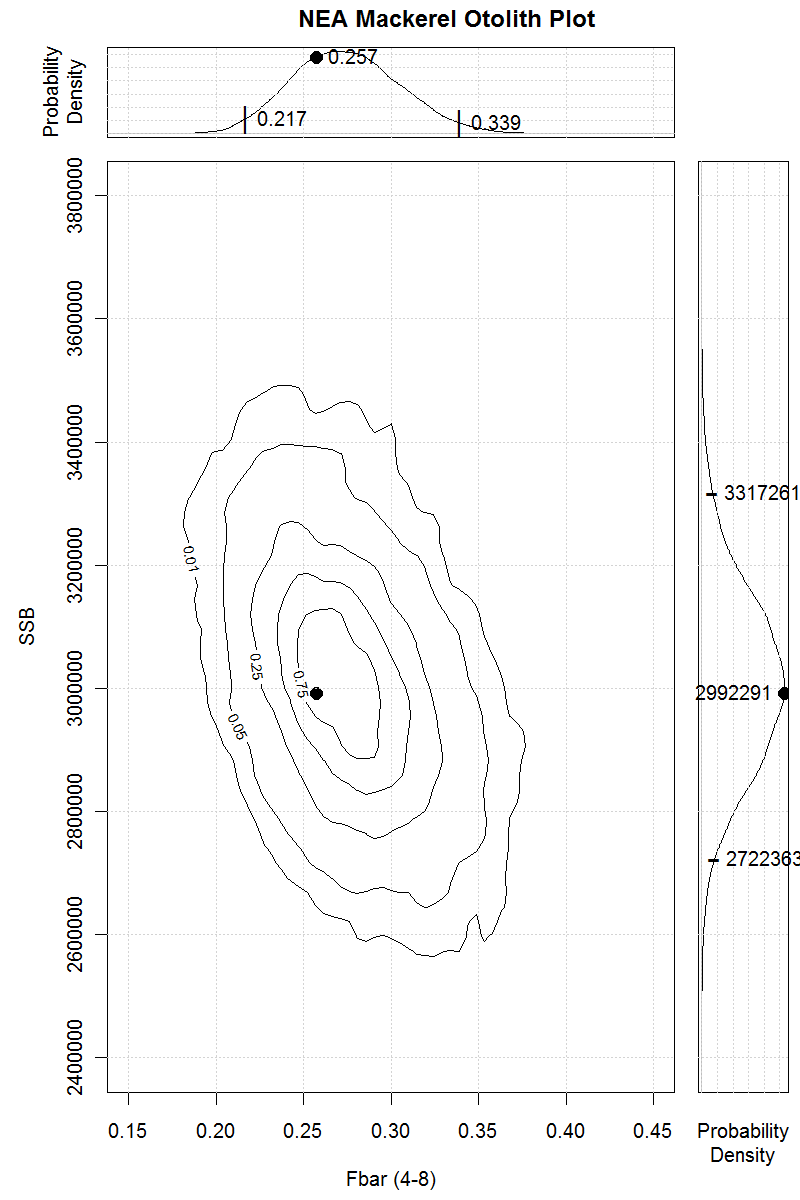 NEA Mackerel Otolith Plot
Probability
Density
0.257
0.217
0.339
3800000
3600000
3400000
3200000
3000000
2800000
2600000
2400000
SSB
0.01
0.05
0.25
0.75
3317261
2992291
2722363
0.15 0.20 0.25 0.30 0.35 0.40 0.45
Fbar (4-8)
Probability
Density